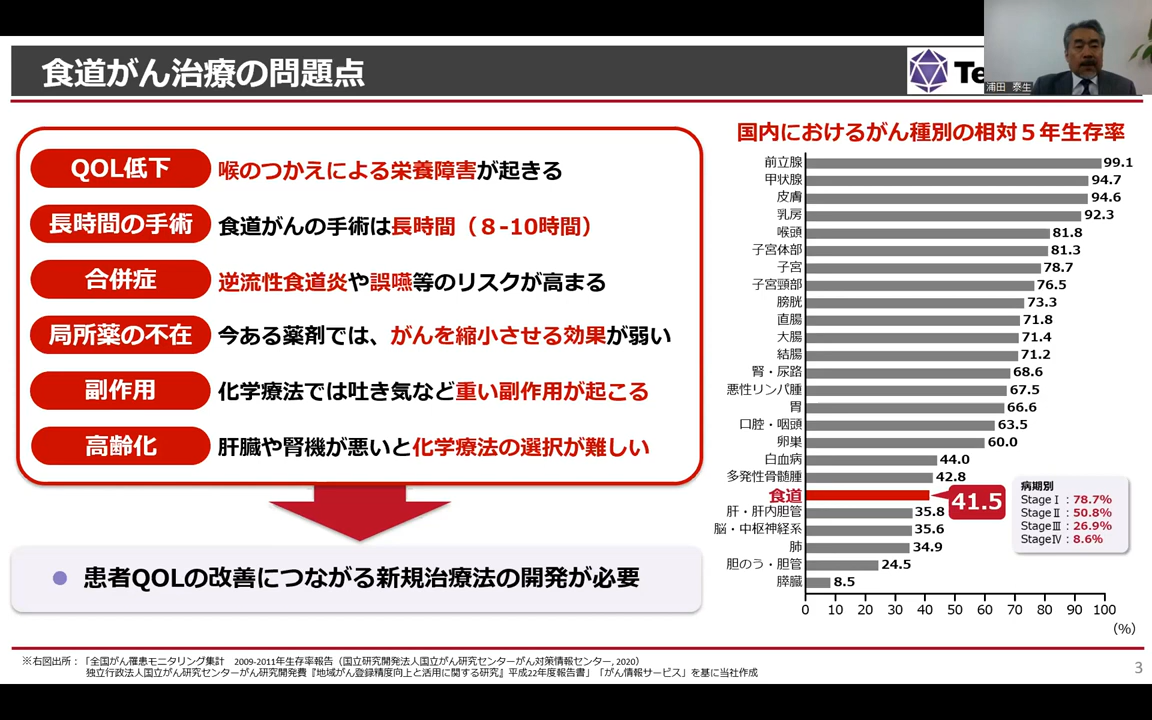 食道がん治療の問題点
Te
浦田 泰生
QOL低下
喉のつかえによる栄養障害が起きる
長時間の手術
食道がんの手術は長時間（８-10時間）
合併症
逆流性食道炎や誤嚥等のリスクが高まる
局所薬の不在
今ある薬剤では、がんを縮小させる効果が弱い
副作用
化学療法では吐き気など重い副作用が起こる
高齢化
肝臓や腎機が悪いと化学療法の選択が難しい
患者QOLの改善につながる新規治療法の開発が必要
国内におけるがん種別の相対５年生存率
前立腺 99.1
甲状腺 94.7
皮膚 94.6
乳房 92.3
喉頭 81.8
子宮体部 81.3
子宮 78.7
子宮頸部 76.5
膀胱 73.3
直腸 71.8
大腸 71.4
結腸 71.2
腎・尿路 68.6
悪性リンパ腫 67.5
胃 66.6
口腔・咽頭 63.5
卵巣 60.0
白血病 44.0
多発性骨髄腫 42.8
食道 41.5
肝・肝内胆管 35.8
脳・中枢神経系 35.6
肺 34.9
胆のう・胆管 24.5
膵臓 8.5
0 10 20 30 40 50 60 70 80 90 100
(%)
病期別
StageⅠ：78.7%
StageⅡ：50.8%
StageⅢ：26.9%
StageⅣ：8.6%
※右図出所：「全国がん罹患モニタリング集計 2009-2011年生存率報告（国立研究開発法人国立がん研究センターがん対策情報センター, 2020）
独立行政法人国立がん研究センターがん研究開発費『地域がん登録精度向上と活用に関する研究』平成22年度報告書」「がん情報サービス」を基に当社作成
3